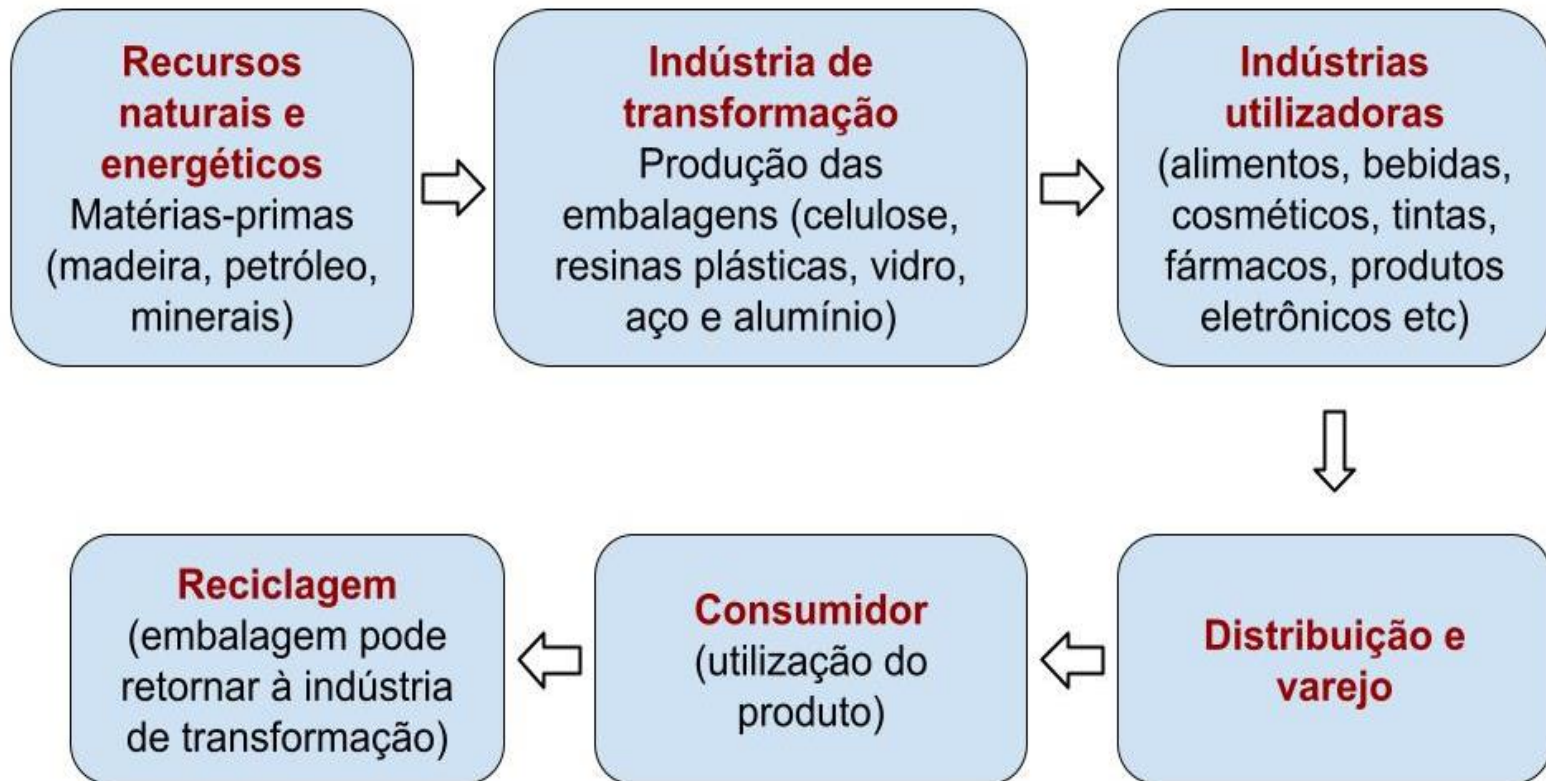 Recursos
naturais e
energéticos
Matérias-primas
(madeira, petróleo,
minerais)
Indústria de
transformação
Produção das
embalagens (celulose,
resinas plásticas, vidro,
aço e alumínio)
Indústrias
utilizadoras
(alimentos, bebidas,
cosméticos, tintas,
fármacos, produtos
eletrônicos etc)
Distribuição e
varejo
Consumidor
(utilização do
produto)
Reciclagem
(embalagem pode
retornar à indústria
de transformação)